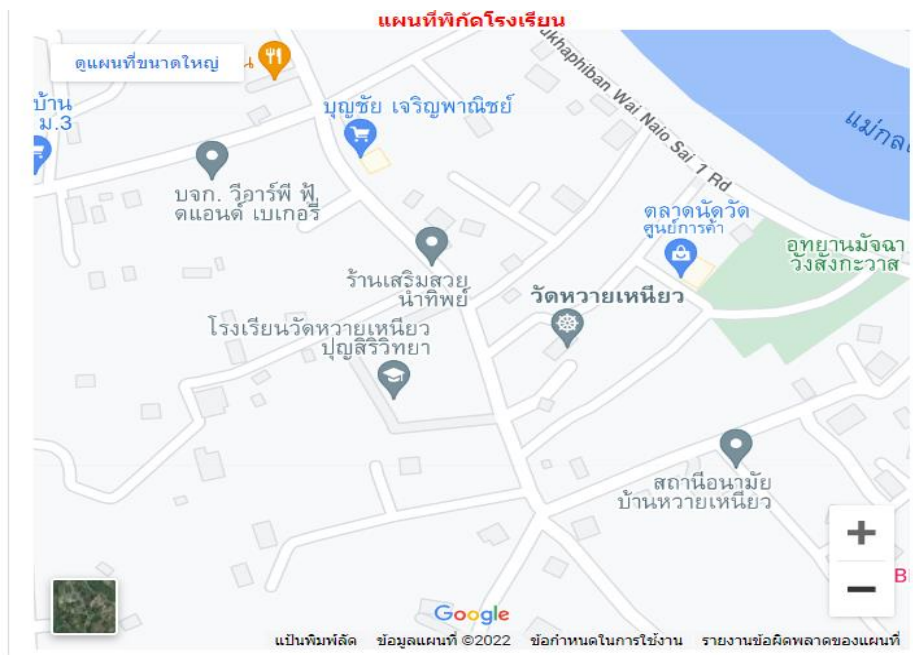 แผนที่พิกัดโรงเรียน
ดูแผนที่ขนาดใหญ่
บ้าน
ม.3
บุญชัย เจริญพาณิชย์
ukhaphiban Wai Naio Sai 1 Rd
แม่กล
บจก. วีอาร์พี ฟู้
ดแอนด์ เบเกอรี่
ตลาดนัดวัด
ศูนย์การค้า
อุทยานมัจฉา
วังสังกะวาส
ร้านเสริมสวย
น้ำทิพย์
วัดหวายเหนียว
โรงเรียนวัดหวายเหนียว
ปุญสิริวิทยา
สถานีอนามัย
บ้านหวายเหนียว
+
−
B
Google
แป้นพิมพ์ลัด ข้อมูลแผนที่ ©2022 ข้อกำหนดในการใช้งาน รายงานข้อผิดพลาดของแผนที่